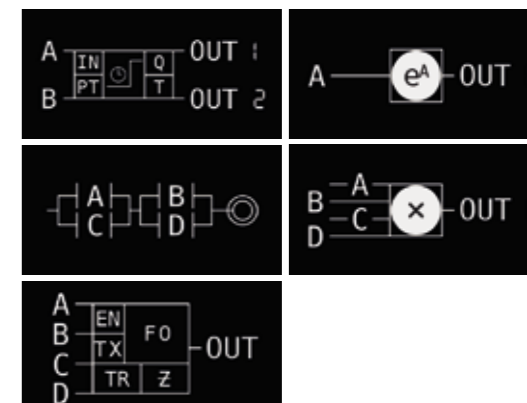 A IN Q OUT 1
B PT T OUT 2
A e^A OUT
A B
C D
A
B × OUT
C
D
A EN
B TX F0 OUT
C TR Z
D